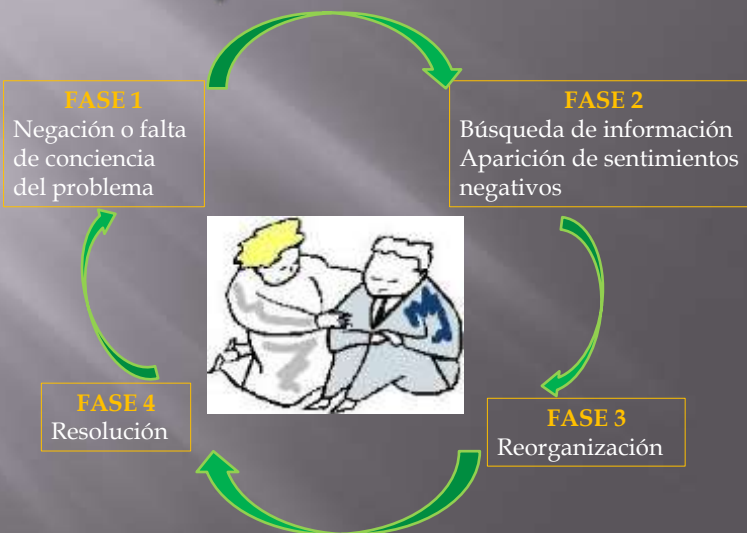 FASE 1
Negación o falta
de conciencia
del problema
FASE 2
Búsqueda de información
Aparición de sentimientos
negativos
FASE 3
Reorganización
FASE 4
Resolución